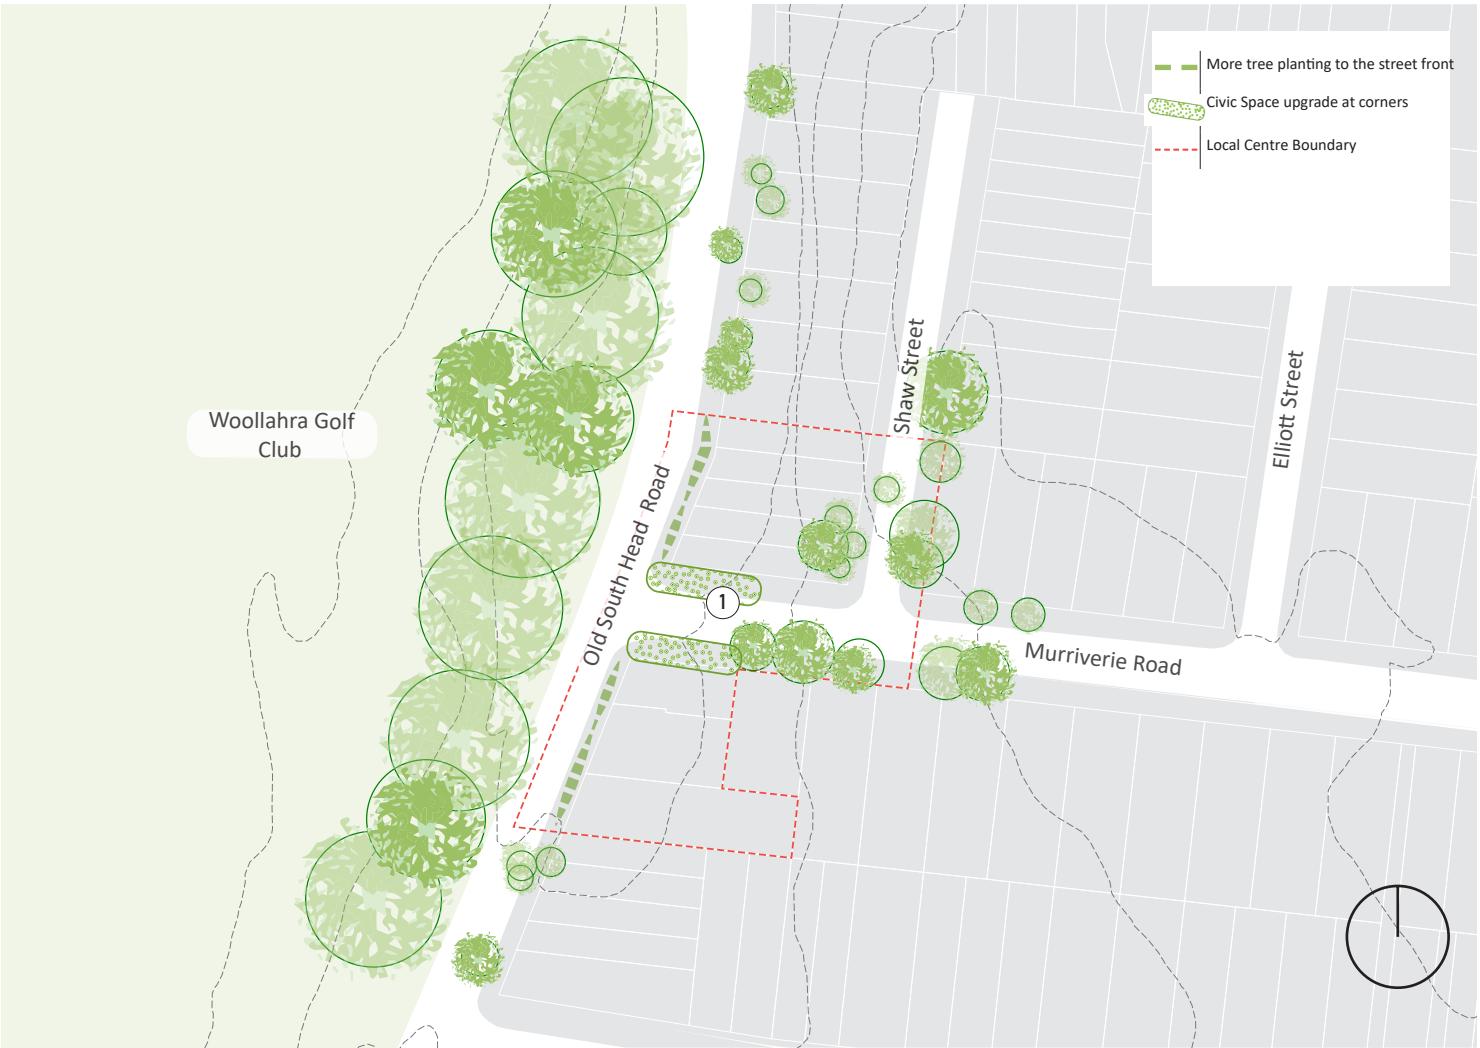 More tree planting to the street front
Civic Space upgrade at corners
Local Centre Boundary
Shaw Street
Elliott Street
Woollahra Golf
Club
Old South Head Road
1
Murriverie Road